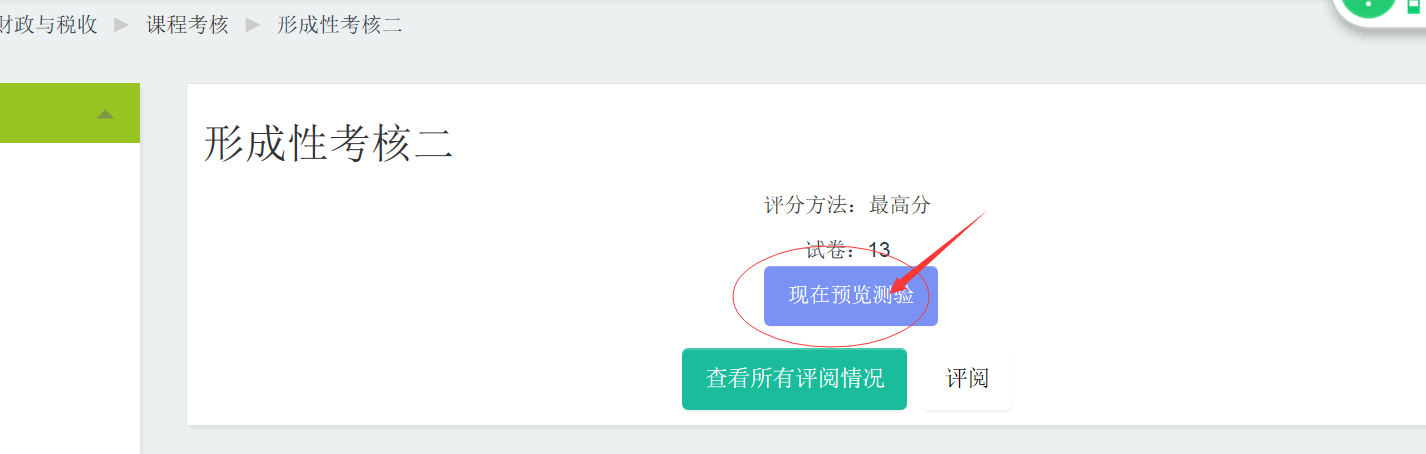 财政与税收 ▶ 课程考核 ▶ 形成性考核二
形成性考核二
评分方法：最高分
试卷：13
现在预览测验
查看所有评阅情况 评阅